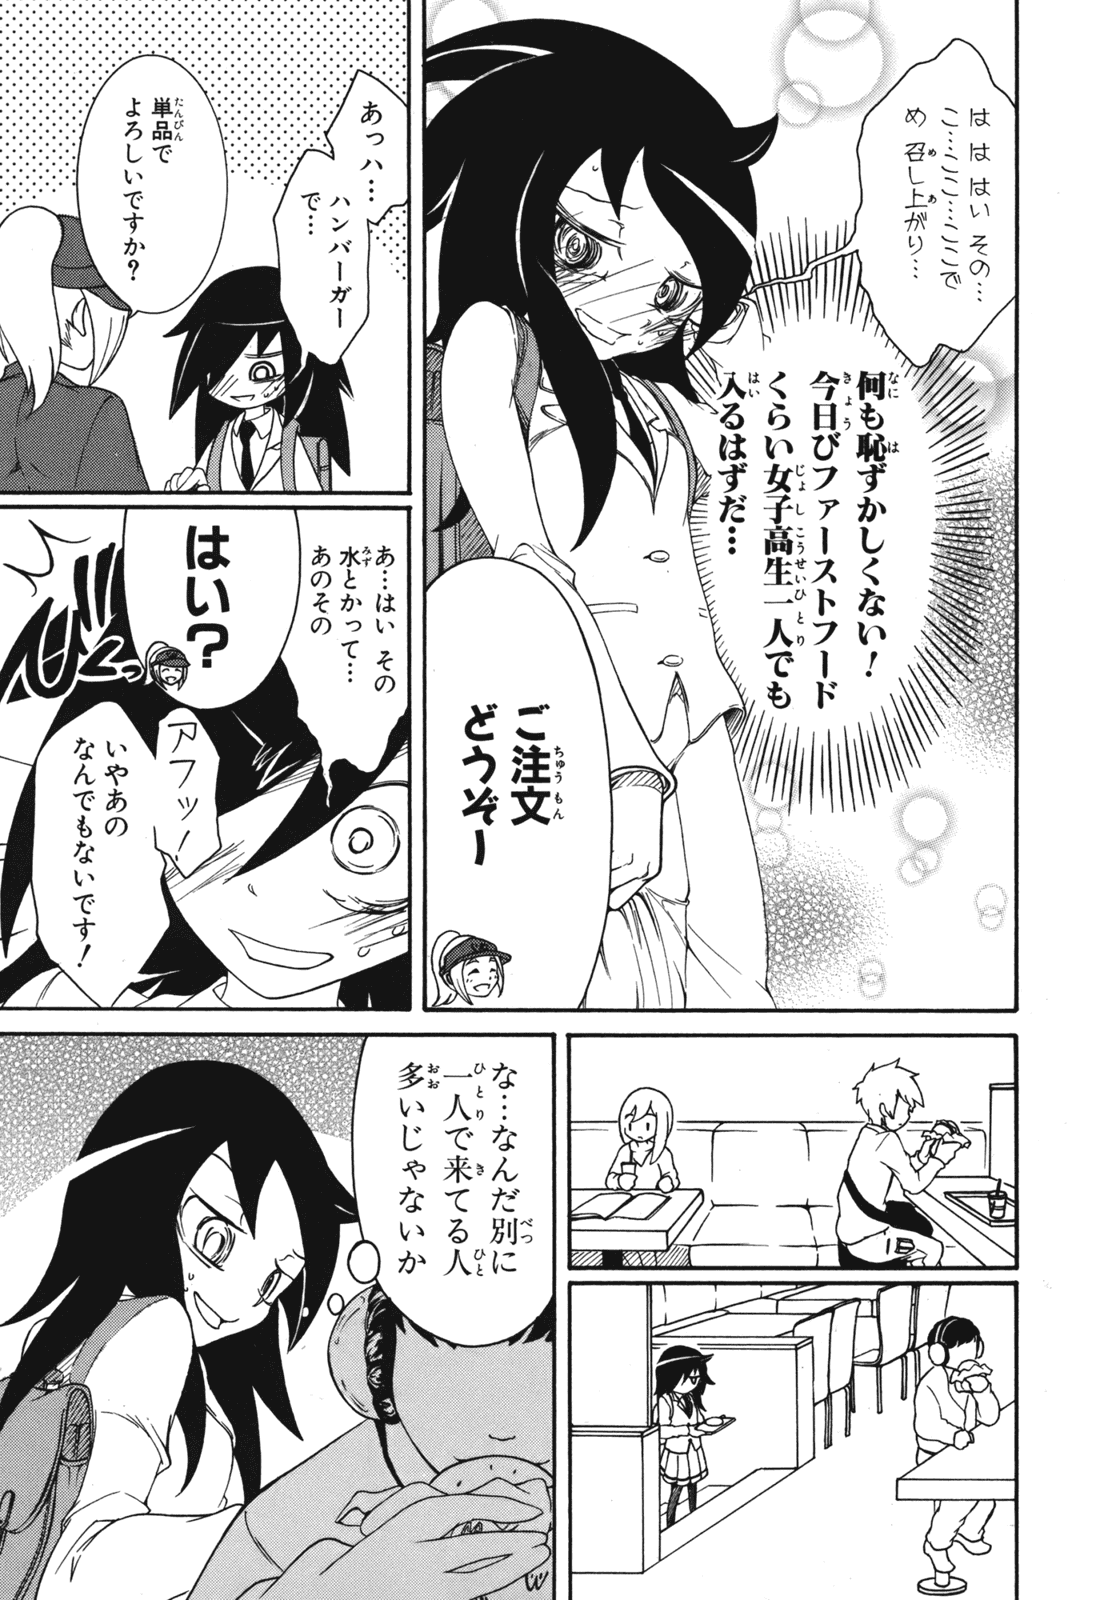 は はい その…
こ…ここ…ここで
め 召し上がり…
何も恥ずかしくない!
今日びファーストフード
くらい女子高生一人でも
入るはずだ…
ご注文
どうぞー
あっハ…
ハンバーガー
で…
単品で
よろしいですか?
あ…はい その
水とかって…
あのその
はい?
びくっ
アフッ!
いやあの
なんでもないです!
な…なんだ別に
一人で来てる人
多いじゃないか